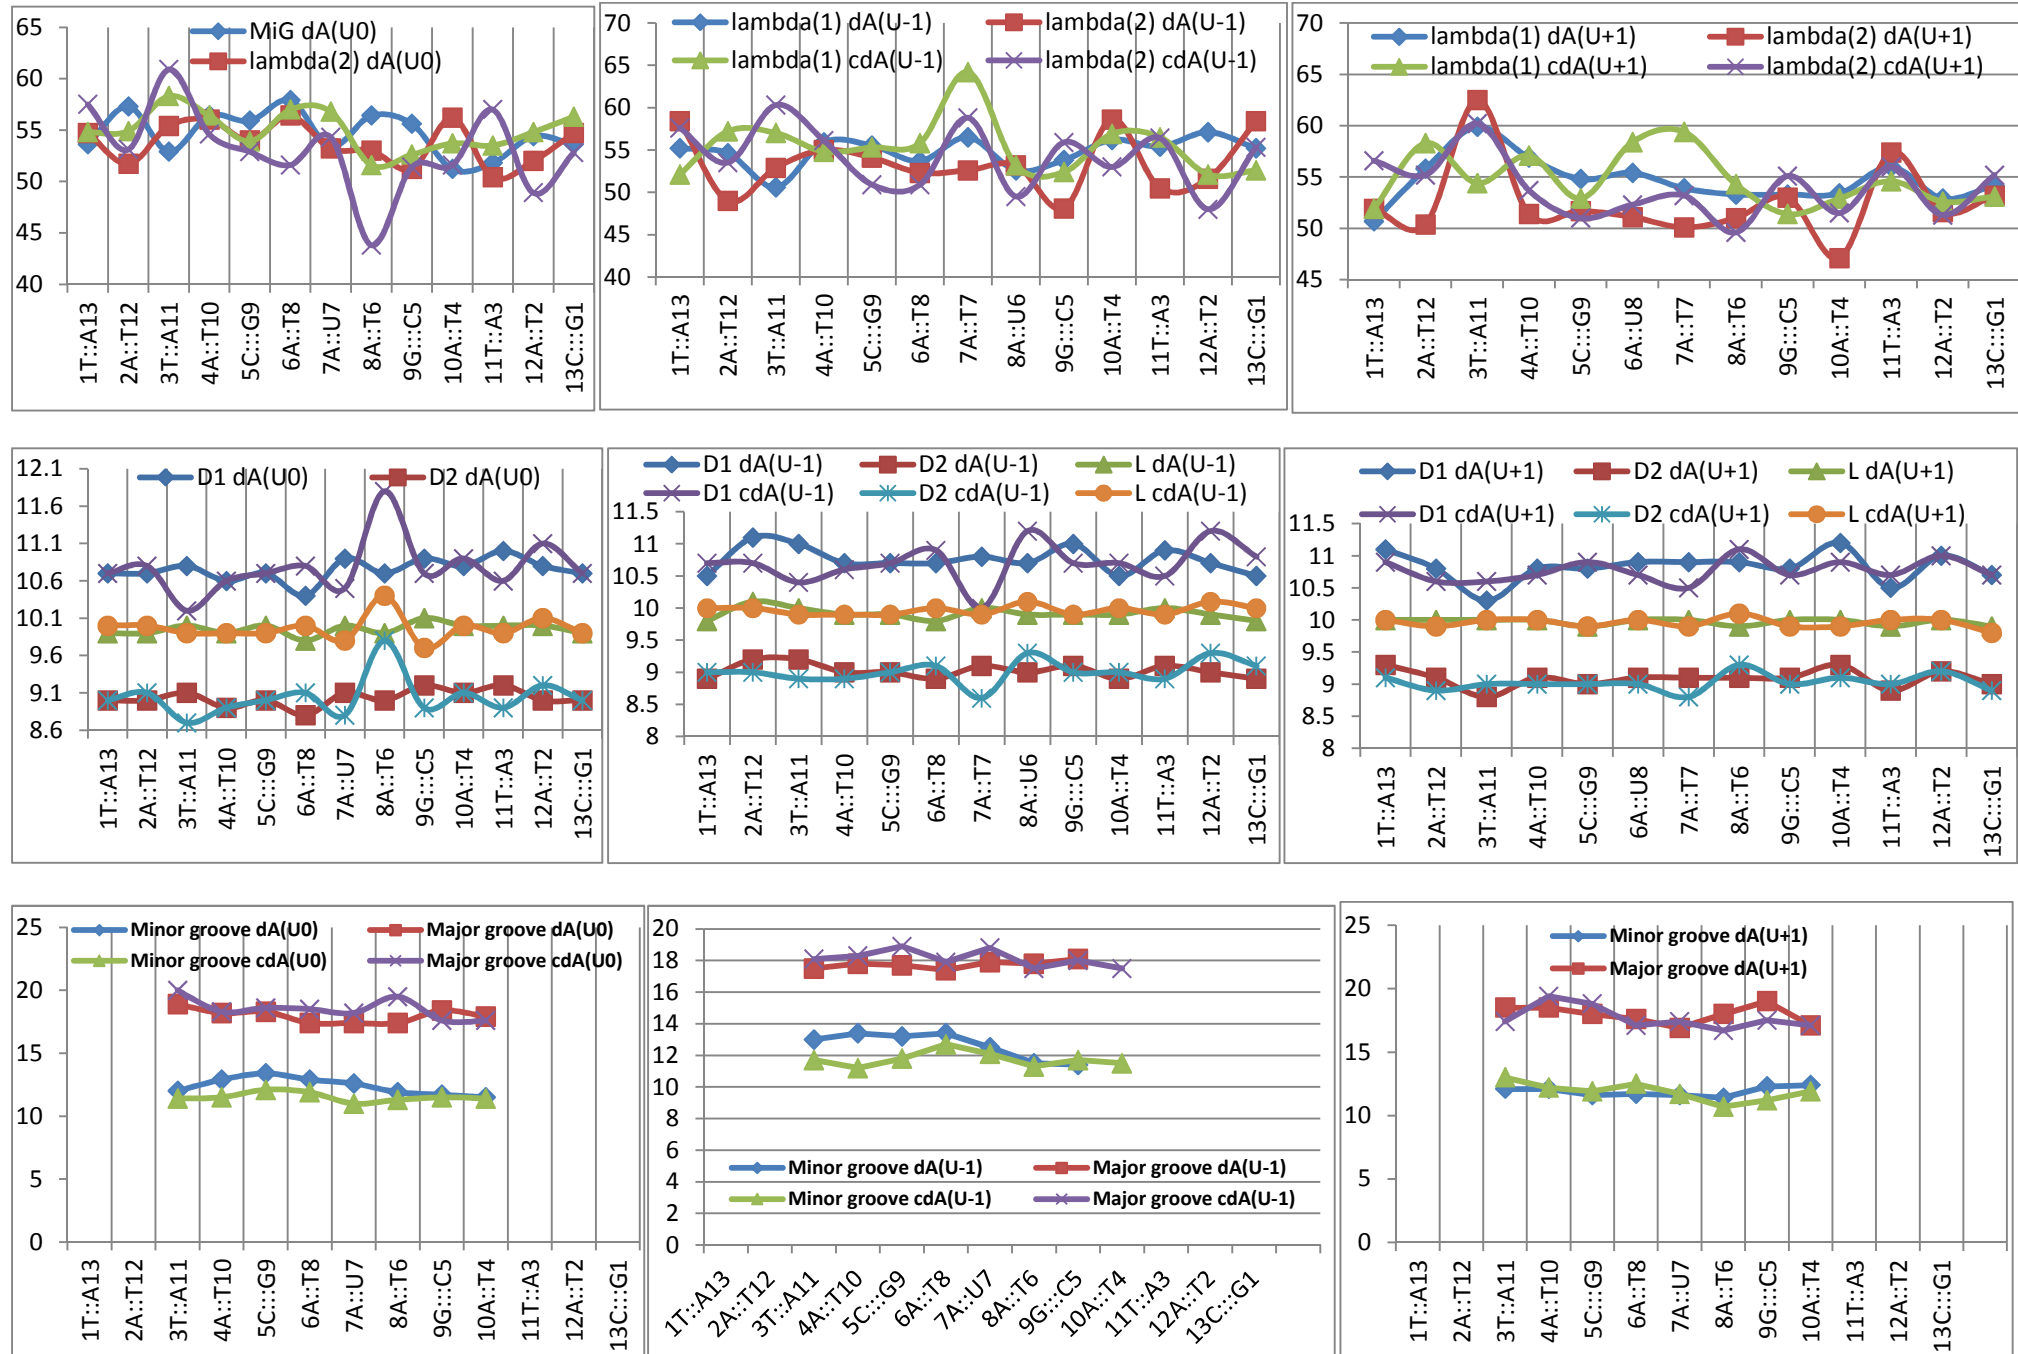 65
60
55
50
45
40
MiG dA(U0)
lambda(2) dA(U0)
1T::A13
2A::T12
3T::A11
4A::T10
5C:::G9
6A::T8
7A::U7
8A::T6
9G:::C5
10A::T4
11T::A3
12A::T2
13C:::G1
70
65
60
55
50
45
40
lambda(1) dA(U-1) lambda(2) dA(U-1)
lambda(1) cdA(U-1) lambda(2) cdA(U-1)
1T::A13
2A::T12
3T::A11
4A::T10
5C:::G9
6A::T8
7A::T7
8A::U6
9G:::C5
10A::T4
11T::A3
12A::T2
13C:::G1
70
65
60
55
50
45
lambda(1) dA(U+1) lambda(2) dA(U+1)
lambda(1) cdA(U+1) lambda(2) cdA(U+1)
1T::A13
2A::T12
3T::A11
4A::T10
5C:::G9
6A::U8
7A::T7
8A::T6
9G:::C5
10A::T4
11T::A3
12A::T2
13C:::G1
12.1
11.6
11.1
10.6
10.1
9.6
9.1
8.6
D1 dA(U0) D2 dA(U0)
1T::A13
2A::T12
3T::A11
4A::T10
5C:::G9
6A::T8
7A::U7
8A::T6
9G:::C5
10A::T4
11T::A3
12A::T2
13C:::G1
D1 dA(U-1) D2 dA(U-1) L dA(U-1)
D1 cdA(U-1) D2 cdA(U-1) L cdA(U-1)
11.5
11
10.5
10
9.5
9
8.5
8
1T::A13
2A::T12
3T::A11
4A::T10
5C:::G9
6A::T8
7A::T7
8A::U6
9G:::C5
10A::T4
11T::A3
12A::T2
13C:::G1
D1 dA(U+1) D2 dA(U+1) L dA(U+1)
D1 cdA(U+1) D2 cdA(U+1) L cdA(U+1)
11.5
11
10.5
10
9.5
9
8.5
8
1T::A13
2A::T12
3T::A11
4A::T10
5C:::G9
6A::U8
7A::T7
8A::T6
9G:::C5
10A::T4
11T::A3
12A::T2
13C:::G1
25
20
15
10
5
0
Minor groove dA(U0) Major groove dA(U0)
Minor groove cdA(U0) Major groove cdA(U0)
1T::A13
2A::T12
3T::A11
4A::T10
5C:::G9
6A::T8
7A::U7
8A::T6
9G:::C5
10A::T4
11T::A3
12A::T2
13C:::G1
20
18
16
14
12
10
8
6
4
2
0
Minor groove dA(U-1) Major groove dA(U-1)
Minor groove cdA(U-1) Major groove cdA(U-1)
1T::A13
2A::T12
3T::A11
4A::T10
5C:::G9
6A::T8
7A::U7
8A::T6
9G:::C5
10A::T4
11T::A3
12A::T2
13C:::G1
25
20
15
10
5
0
Minor groove dA(U+1)
Major groove dA(U+1)
1T::A13
2A::T12
3T::A11
4A::T10
5C:::G9
6A::T8
7A::U7
8A::T6
9G:::C5
10A::T4
11T::A3
12A::T2
13C:::G1